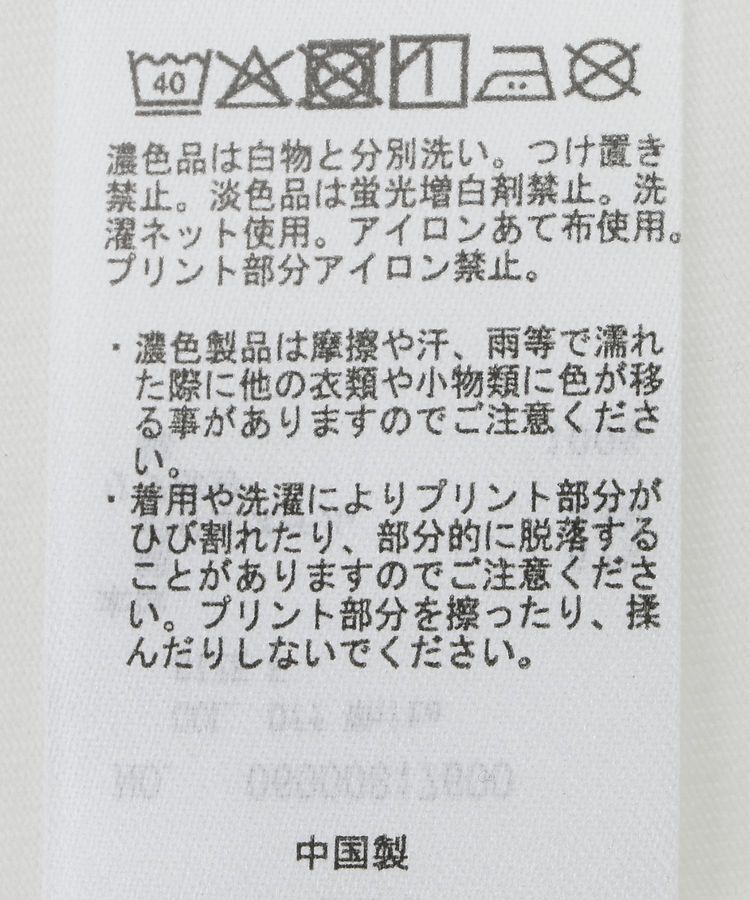 40
濃色品は白物と分別洗い。つけ置き
禁止。淡色品は蛍光増白剤禁止。洗
濯ネット使用。アイロンあて布使用。
プリント部分アイロン禁止。
・濃色製品は摩擦や汗、雨等で濡れ
た際に他の衣類や小物類に色が移
る事がありますのでご注意くださ
い。
・着用や洗濯によりプリント部分が
ひび割れたり、部分的に脱落する
ことがありますのでご注意くださ
い。プリント部分を擦ったり、揉
んだりしないでください。
中国製